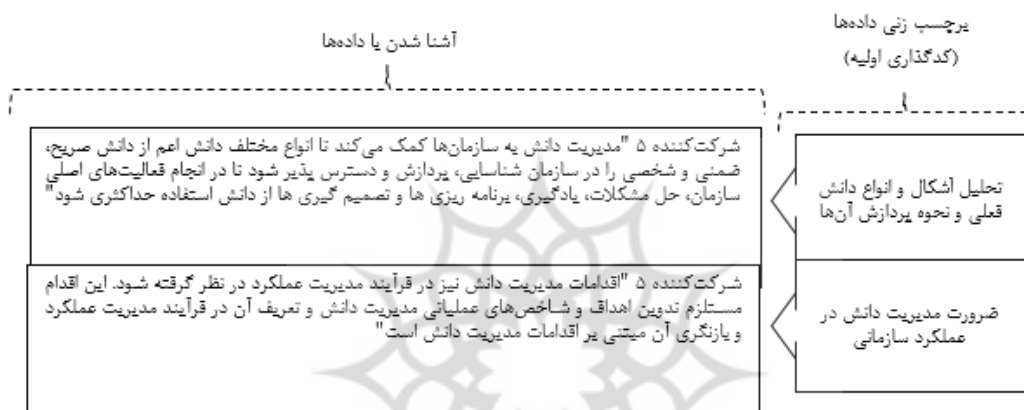 برچسب زنی داده‌ها
(کدگذاری اولیه)
آشنا شدن با داده‌ها
شرکت‌کننده ۵ "مدیریت دانش به سازمان‌ها کمک می‌کند تا انواع مختلف دانش اعم از دانش صریح،
ضمنی و شخصی را در سازمان شناسایی، پردازش و دسترس پذیر شود تا در انجام فعالیت‌های اصلی
سازمان، حل مشکلات، یادگیری، برنامه ریزی ها و تصمیم گیری ها از دانش استفاده حداکثری شود"
تحلیل أشکال و انواع دانش
فعلی و نحوه پردازش آن‌ها
شرکت‌کننده ۵ "اقدامات مدیریت دانش نیز در فرآیند مدیریت عملکرد در نظر گرفته شود. این اقدام
مستلزم تدوین اهداف و شاخص‌های عملیاتی مدیریت دانش و تعریف آن در فرآیند مدیریت عملکرد
و بازنگری آن مبتنی بر اقدامات مدیریت دانش است"
ضرورت مدیریت دانش در
عملکرد سازمانی